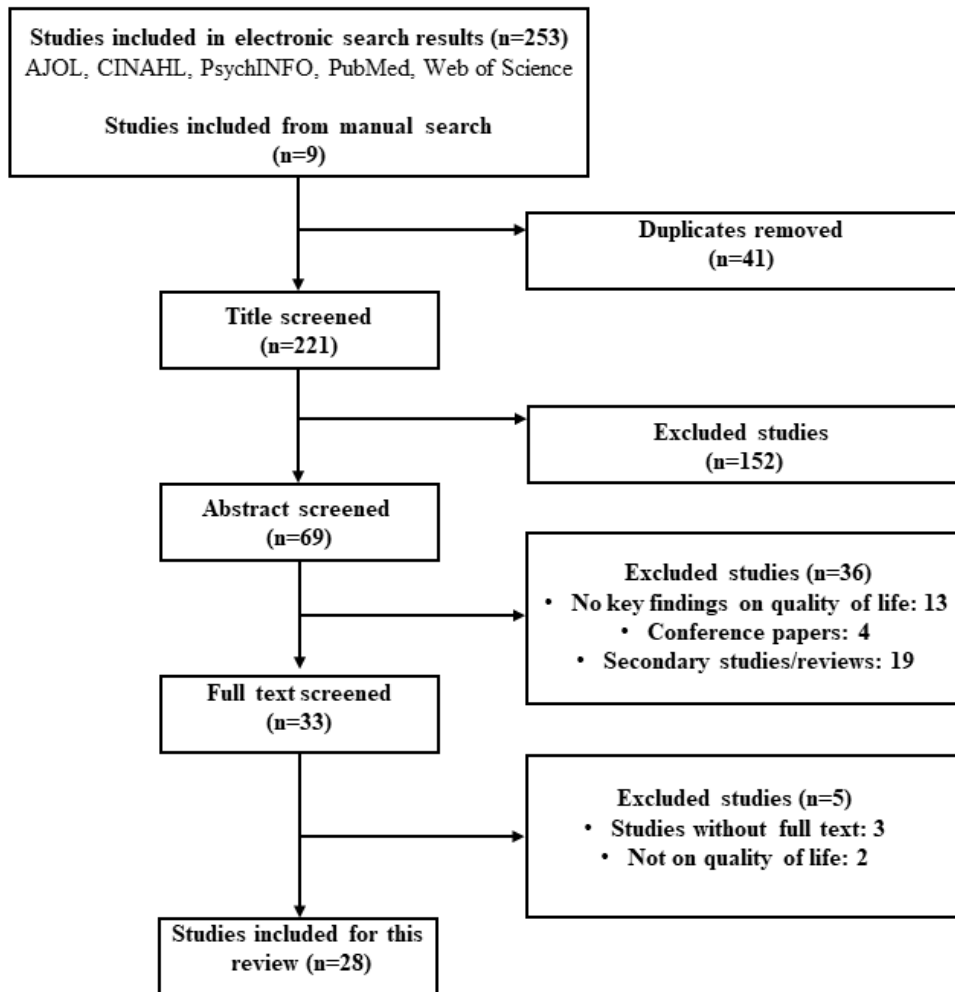 Studies included in electronic search results (n=253)
AJOL, CINAHL, PsychINFO, PubMed, Web of Science
Studies included from manual search
(n=9)
Duplicates removed
(n=41)
Title screened
(n=221)
Excluded studies
(n=152)
Abstract screened
(n=69)
Excluded studies (n=36)
• No key findings on quality of life: 13
• Conference papers: 4
• Secondary studies/reviews: 19
Full text screened
(n=33)
Excluded studies (n=5)
• Studies without full text: 3
• Not on quality of life: 2
Studies included for this
review (n=28)